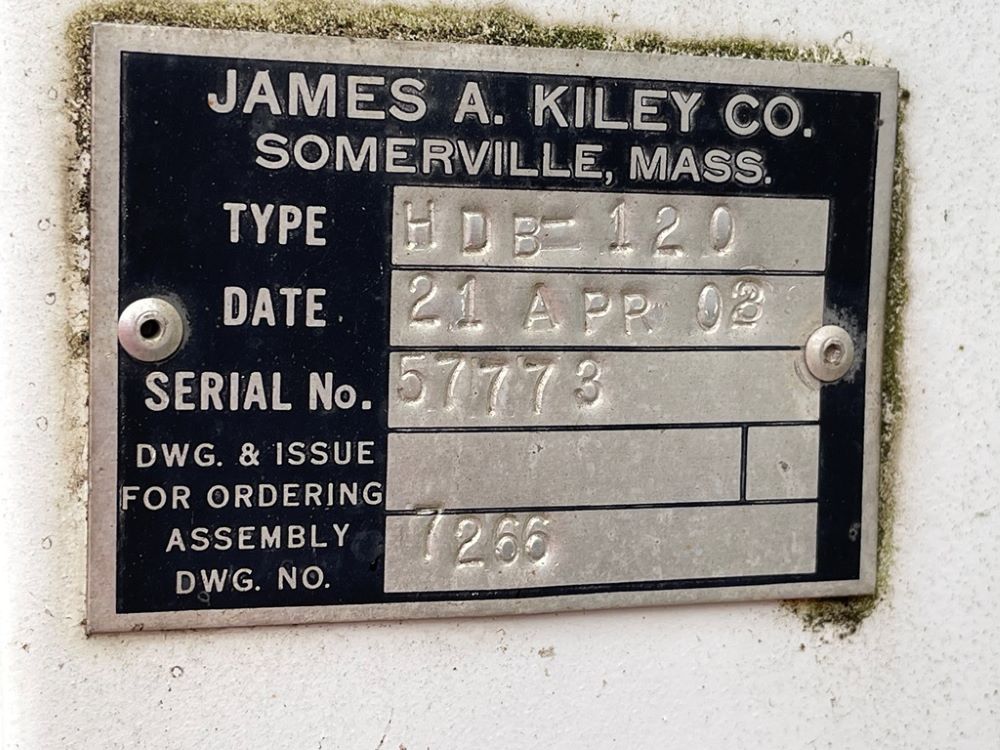 JAMES A. KILEY CO.
SOMERVILLE, MASS.
TYPE HDB-120
DATE 21 APR 02
SERIAL No. 57773
DWG. & ISSUE
FOR ORDERING
ASSEMBLY 7266
DWG. NO.